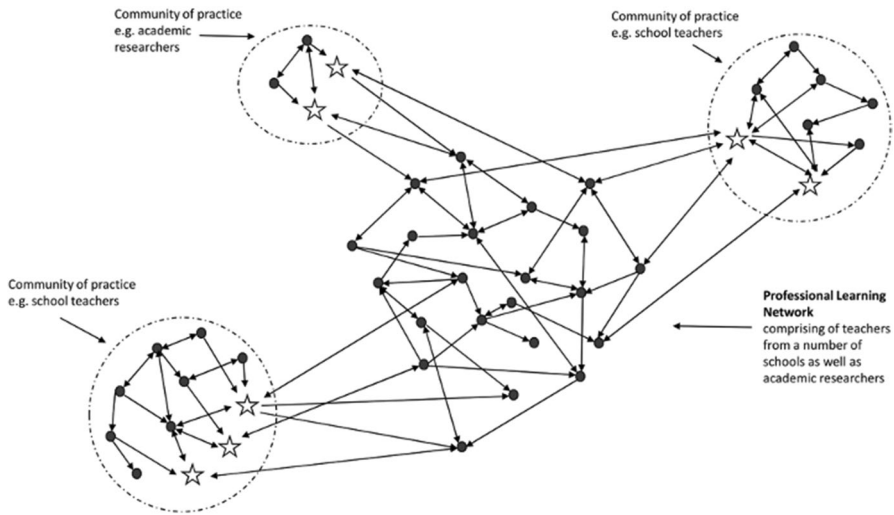 Community of practice
e.g. academic
researchers
Community of practice
e.g. school teachers
Community of practice
e.g. school teachers
Professional Learning
Network
comprising of teachers
from a number of
schools as well as
academic researchers